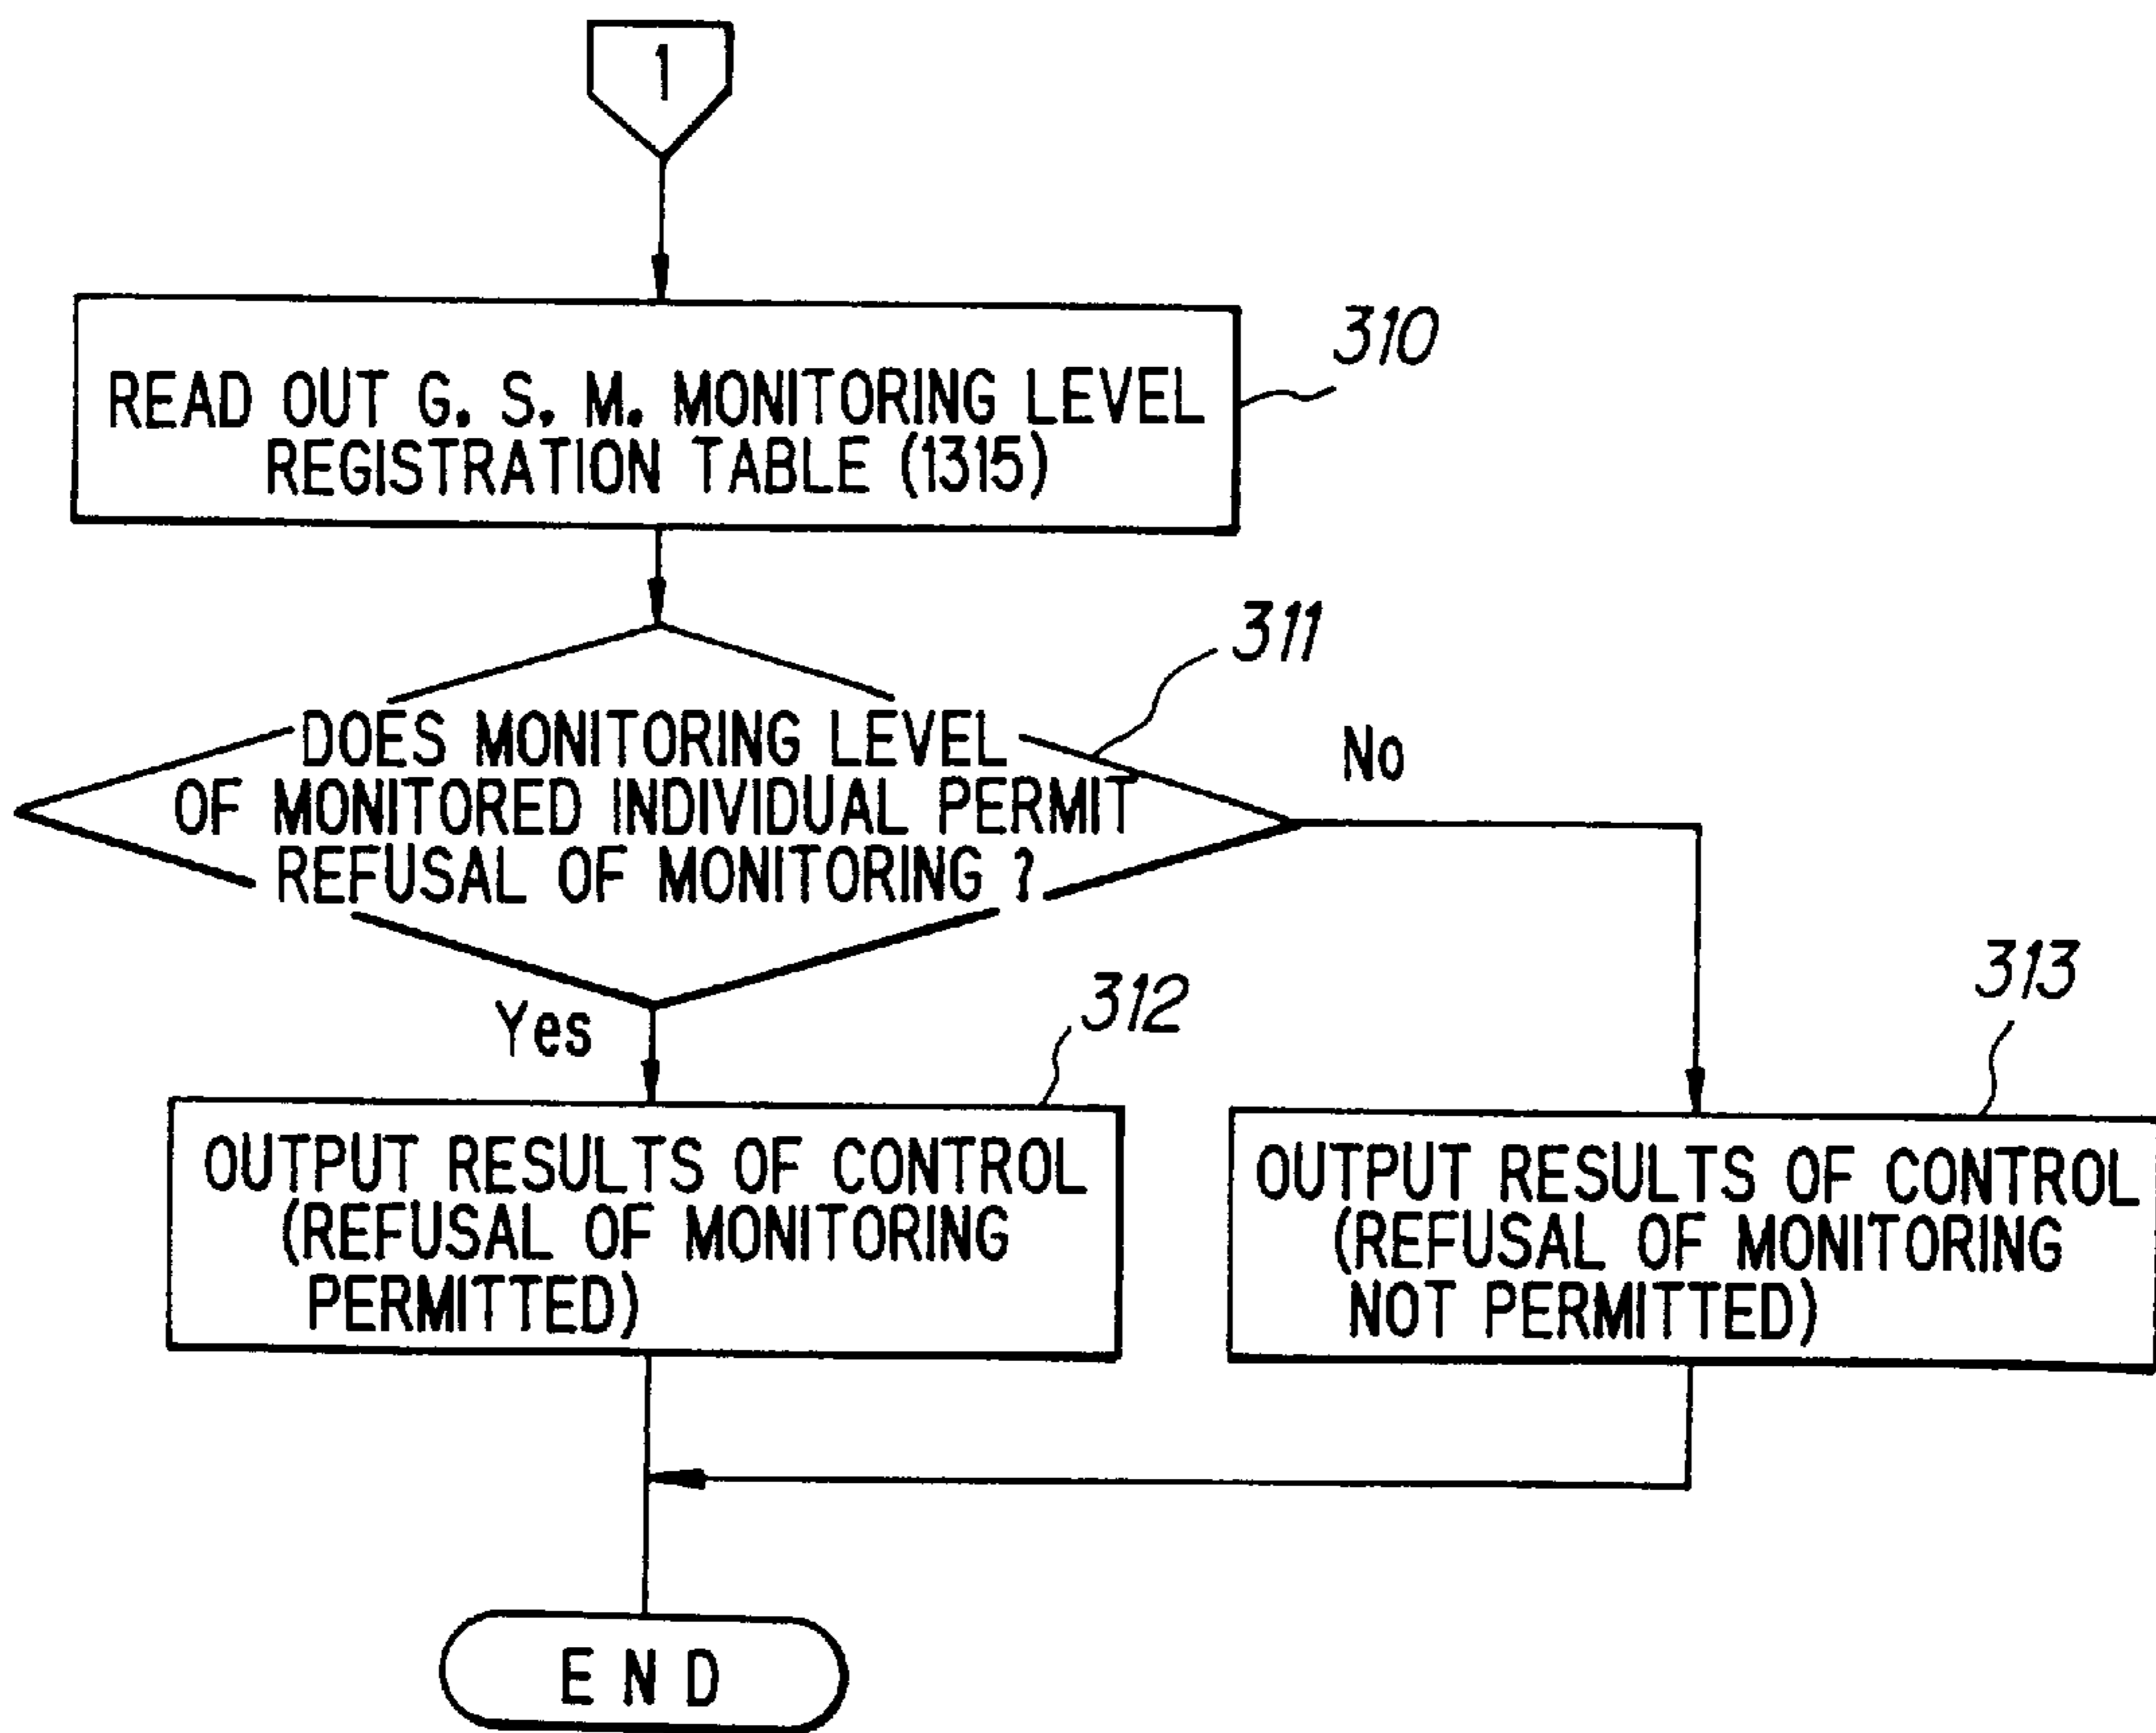 1
310
READ OUT G. S. M. MONITORING LEVEL
REGISTRATION TABLE (1315)
311
DOES MONITORING LEVEL
OF MONITORED INDIVIDUAL PERMIT
REFUSAL OF MONITORING ?
No
Yes
312
OUTPUT RESULTS OF CONTROL
(REFUSAL OF MONITORING
PERMITTED)
313
OUTPUT RESULTS OF CONTROL
(REFUSAL OF MONITORING
NOT PERMITTED)
END